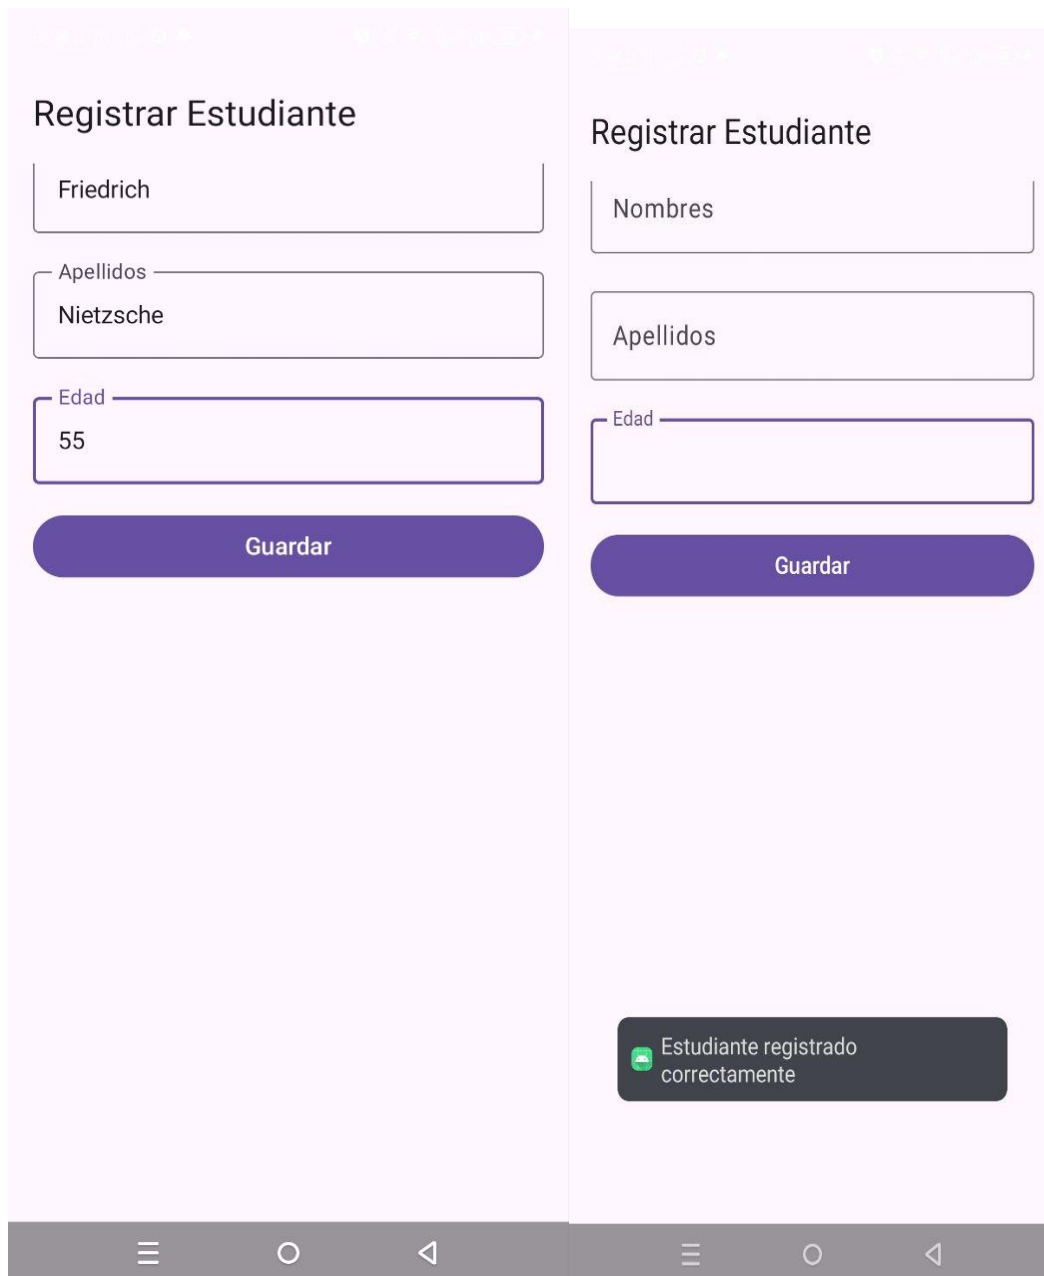 Registrar Estudiante
Friedrich
Apellidos
Nietzsche
Edad
55
Guardar
Registrar Estudiante
Nombres
Apellidos
Edad
Guardar
Estudiante registrado
correctamente